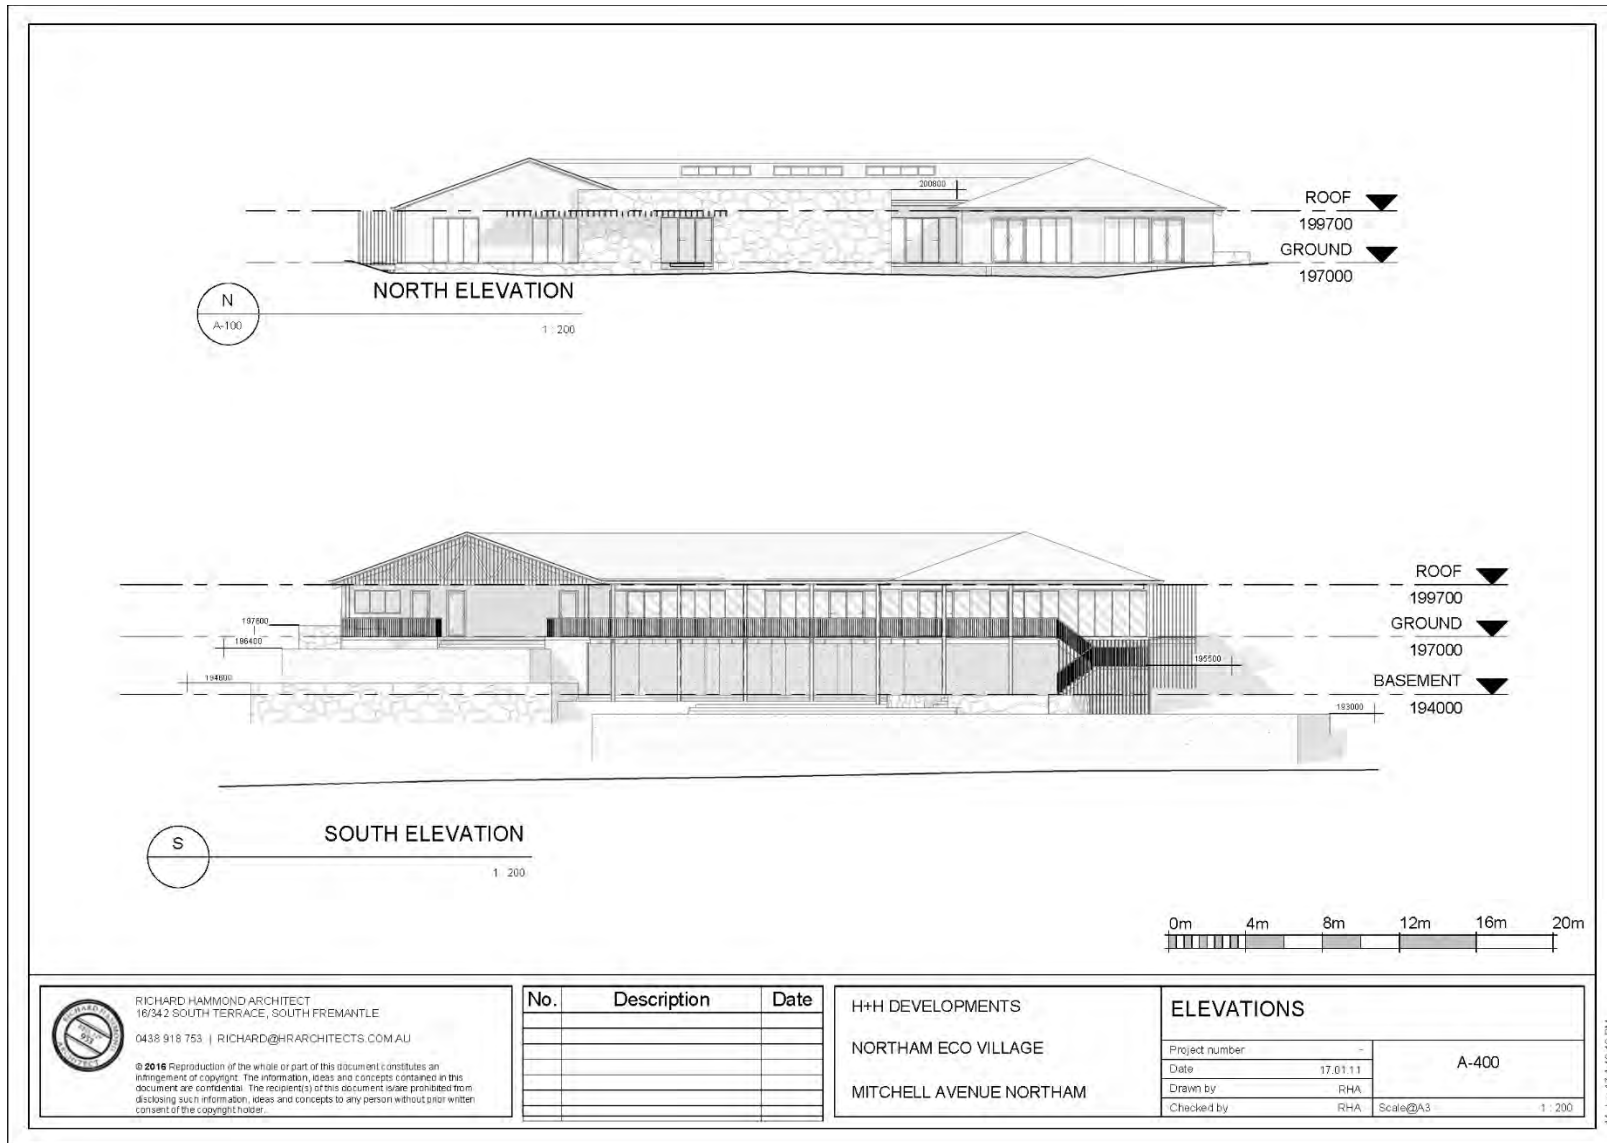 200800
ROOF
199700
GROUND
197000
NORTH ELEVATION
N
A-100
1 : 200
ROOF
199700
GROUND
197000
BASEMENT
194000
197600
196400
194800
195500
193000
SOUTH ELEVATION
S
1 : 200
0m 4m 8m 12m 16m 20m
RICHARD HAMMOND ARCHITECT
16/342 SOUTH TERRACE, SOUTH FREMANTLE
0438 918 753 | RICHARD@HRARCHITECTS.COM.AU
© 2016 Reproduction of the whole or part of this document constitutes an
infringement of copyright. The information, ideas and concepts contained in this
document are confidential. The recipient(s) of this document is/are prohibited from
disclosing such information, ideas and concepts to any person without prior written
consent of the copyright holder.
No. Description Date
H+H DEVELOPMENTS
NORTHAM ECO VILLAGE
MITCHELL AVENUE NORTHAM
ELEVATIONS
Project number -
Date 17.01.11
Drawn by RHA
Checked by RHA
A-400
Scale@A3 1 : 200